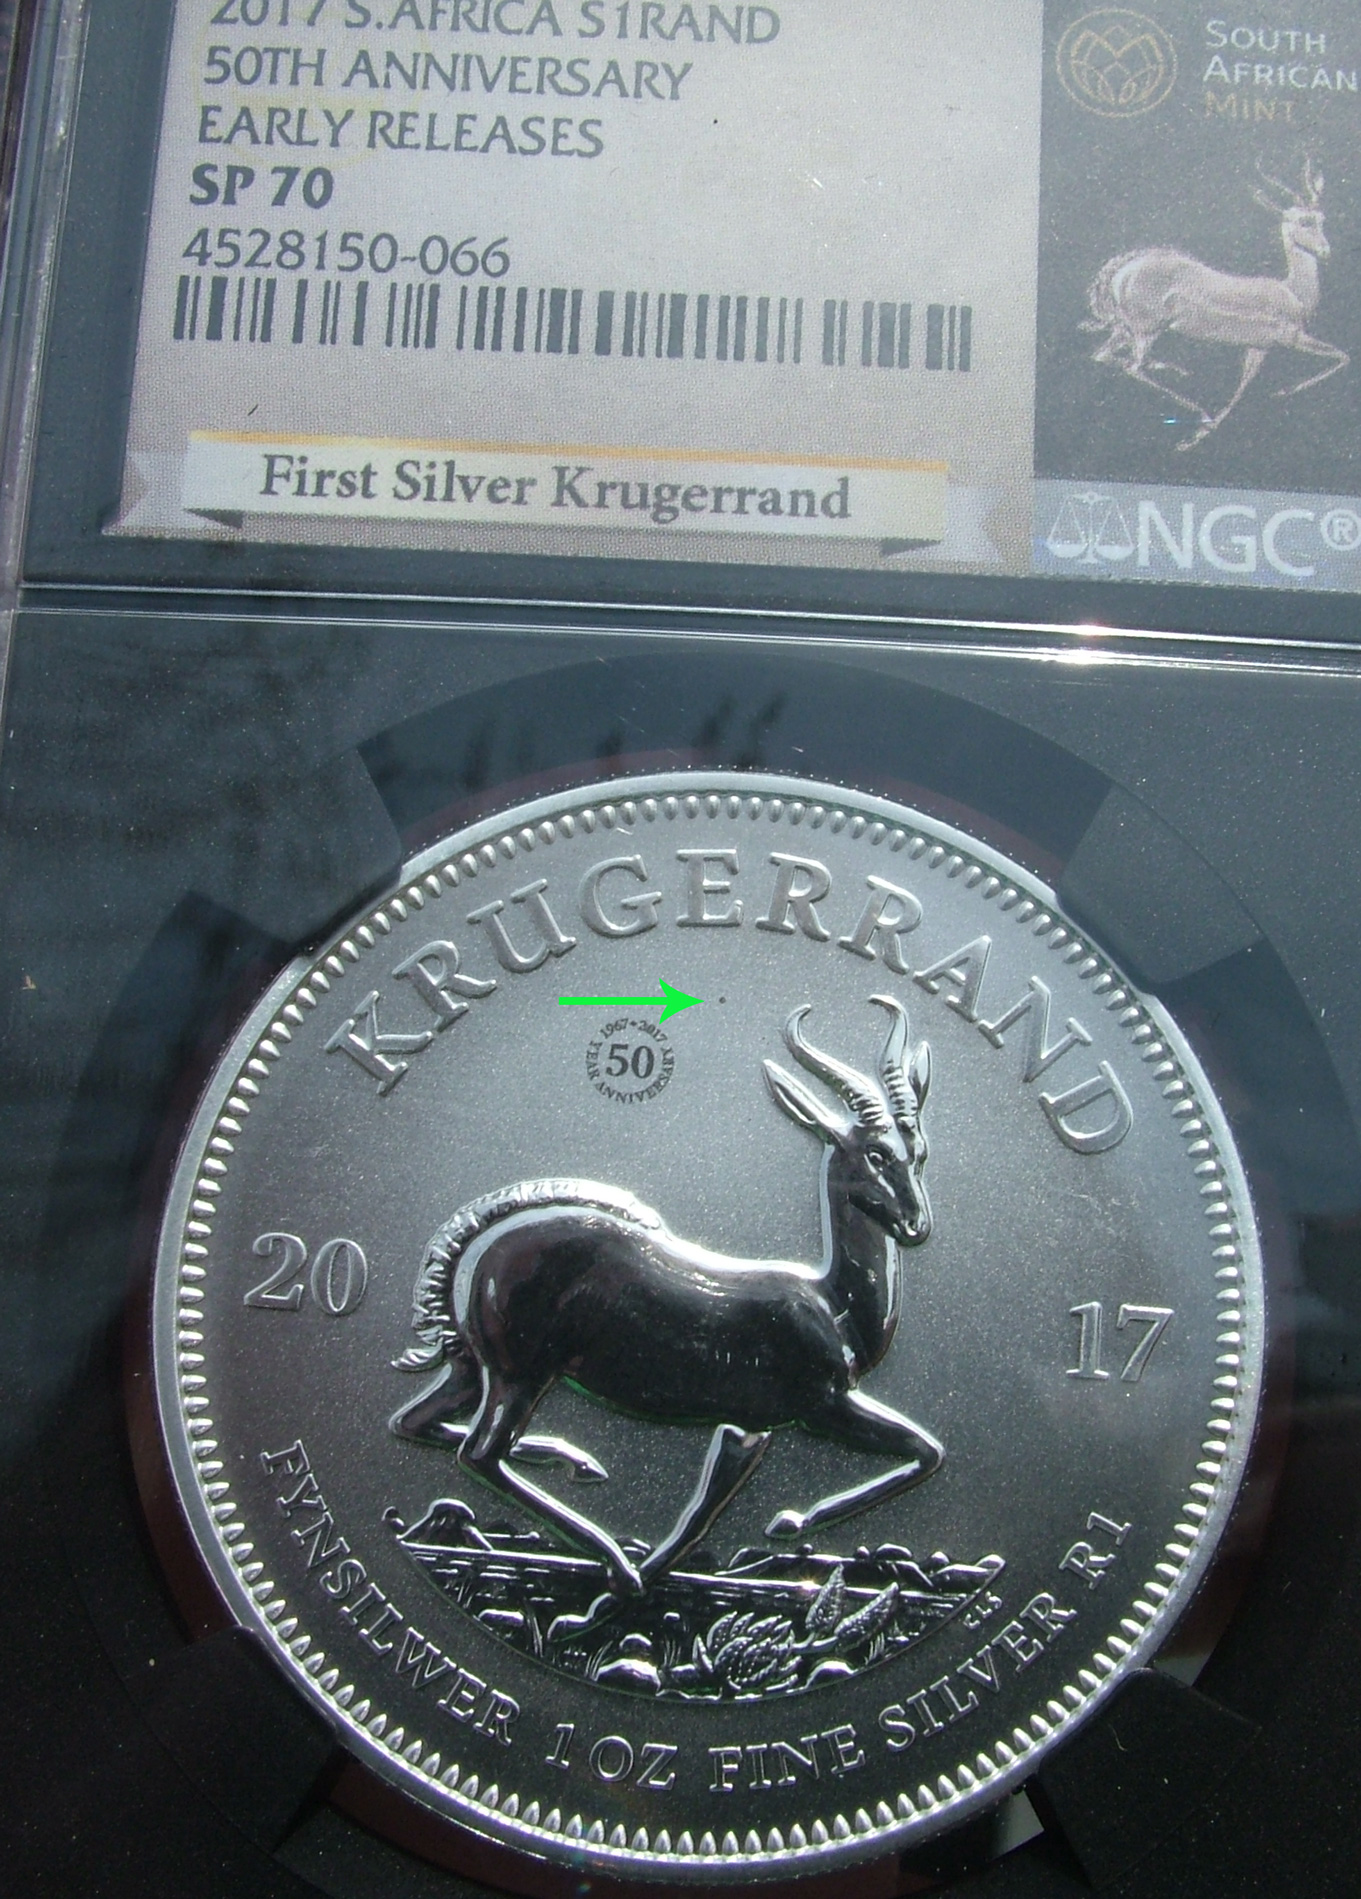 2017 S.AFRICA S1RAND
50TH ANNIVERSARY
EARLY RELEASES
SP 70
4528150-066
First Silver Krugerrand
SOUTH
AFRICAN
MINT
NGC®
KRUGERRAND
1967•2017
50
YEAR ANNIVERSARY
20 17
SLS
FYNSILWER 1 OZ FINE SILVER R1